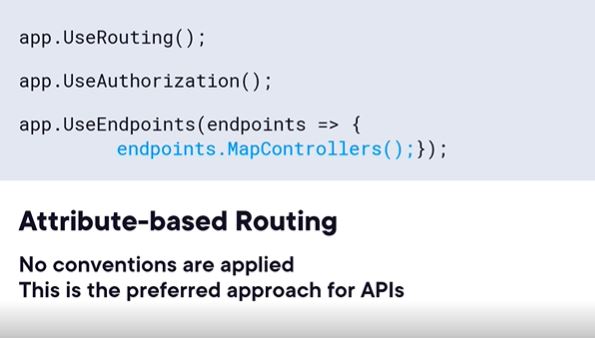 app.UseRouting();
app.UseAuthorization();
app.UseEndpoints(endpoints => {
endpoints.MapControllers();});
Attribute-based Routing
No conventions are applied
This is the preferred approach for APIs